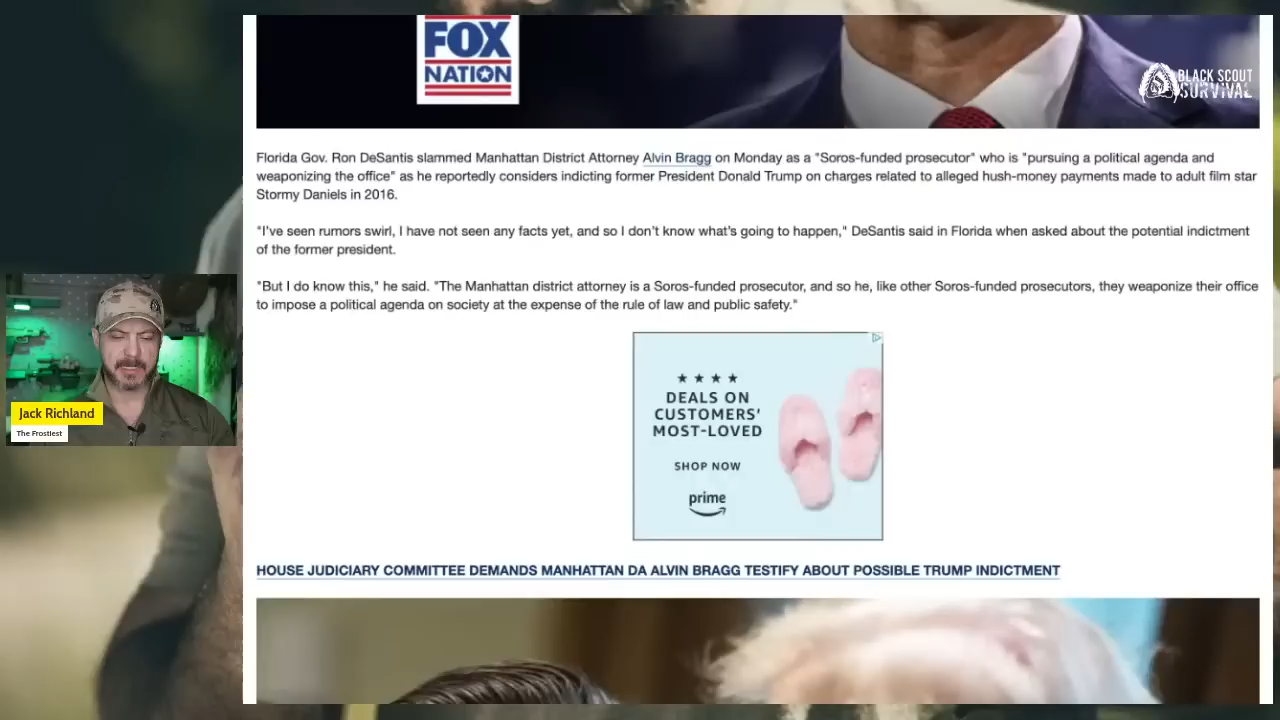 FOX
NATION
BLACK SCOUT
SURVIVAL
Florida Gov. Ron DeSantis slammed Manhattan District Attorney Alvin Bragg on Monday as a "Soros-funded prosecutor" who is "pursuing a political agenda and
weaponizing the office" as he reportedly considers indicting former President Donald Trump on charges related to alleged hush-money payments made to adult film star
Stormy Daniels in 2016.
"I've seen rumors swirl, I have not seen any facts yet, and so I don't know what's going to happen," DeSantis said in Florida when asked about the potential indictment
of the former president.
"But I do know this," he said. "The Manhattan district attorney is a Soros-funded prosecutor, and so he, like other Soros-funded prosecutors, they weaponize their office
to impose a political agenda on society at the expense of the rule of law and public safety."
DEALS ON
CUSTOMERS'
MOST-LOVED
SHOP NOW
prime
Jack Richland
The Frostiest
HOUSE JUDICIARY COMMITTEE DEMANDS MANHATTAN DA ALVIN BRAGG TESTIFY ABOUT POSSIBLE TRUMP INDICTMENT